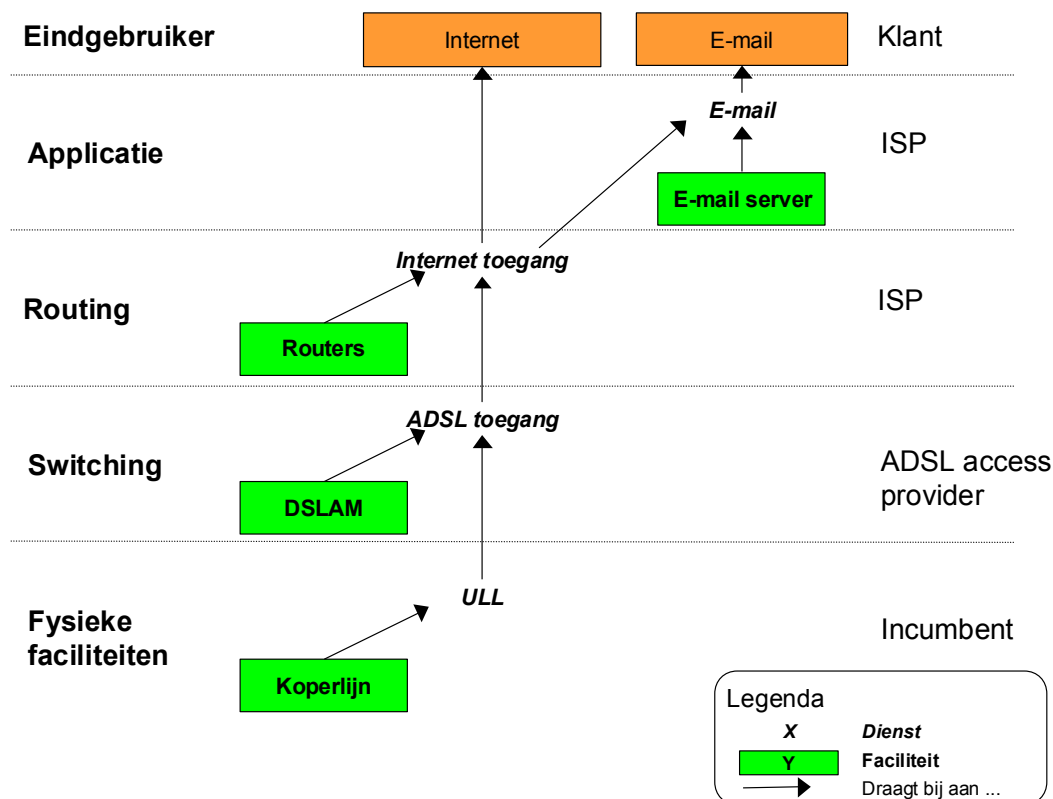 Eindgebruiker
Internet
E-mail
Klant
E-mail
Applicatie
ISP
E-mail server
Internet toegang
Routing
ISP
Routers
ADSL toegang
Switching
ADSL access
provider
DSLAM
ULL
Fysieke
faciliteiten
Incumbent
Koperlijn
Legenda
X Dienst
Y Faciliteit
Draagt bij aan ...